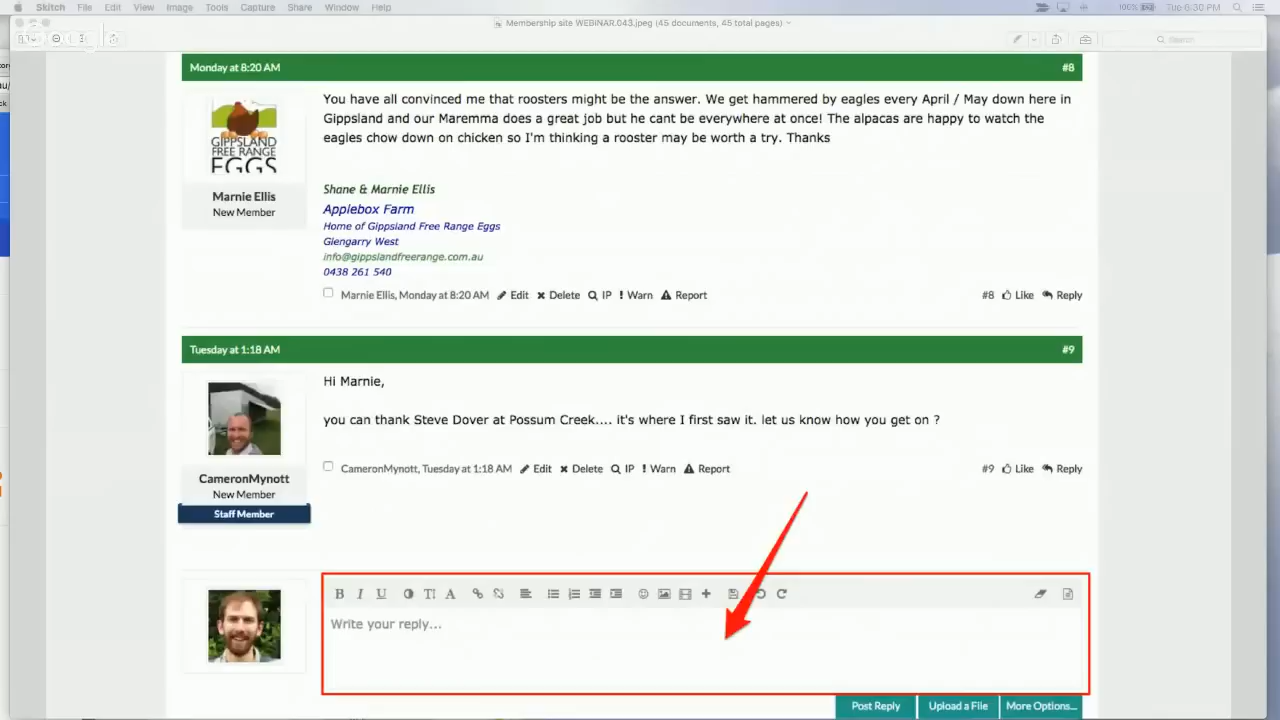 Skitch File Edit View Image Tools Capture Share Window Help 100% Tue 6:30 PM
Membership site WEBINAR.043.jpeg (45 documents, 45 total pages)
Search
Monday at 8:20 AM #8
You have all convinced me that roosters might be the answer. We get hammered by eagles every April / May down here in
Gippsland and our Maremma does a great job but he cant be everywhere at once! The alpacas are happy to watch the
eagles chow down on chicken so I'm thinking a rooster may be worth a try. Thanks
GIPPSLAND
FREE RANGE
EGGS
Marnie Ellis
New Member
Shane & Marnie Ellis
Applebox Farm
Home of Gippsland Free Range Eggs
Glengarry West
info@gippslandfreerange.com.au
0438 261 540
Marnie Ellis, Monday at 8:20 AM Edit Delete IP Warn Report #8 Like Reply
Tuesday at 1:18 AM #9
Hi Marnie,
you can thank Steve Dover at Possum Creek.... it's where I first saw it. let us know how you get on ?
CameronMynott
New Member
Staff Member
CameronMynott, Tuesday at 1:18 AM Edit Delete IP Warn Report #9 Like Reply
Write your reply...
Post Reply Upload a File More Options...